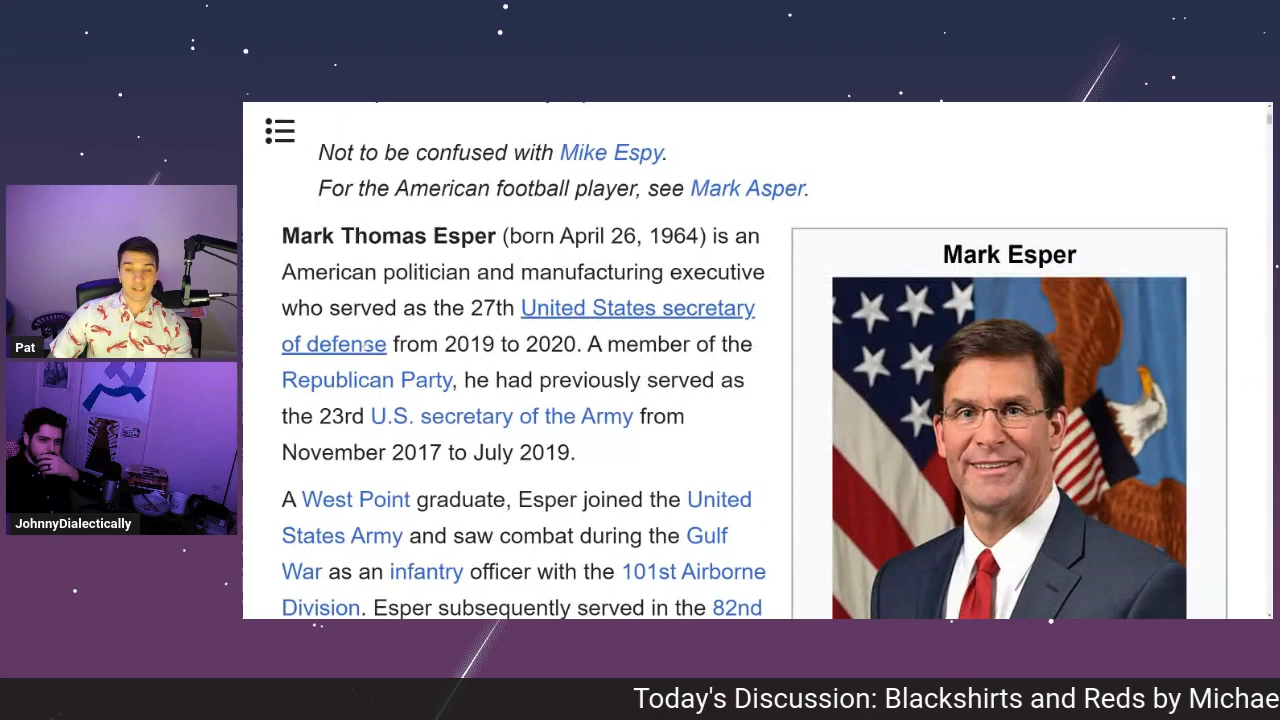 Not to be confused with Mike Espy.
For the American football player, see Mark Asper.
Mark Thomas Esper (born April 26, 1964) is an
American politician and manufacturing executive
who served as the 27th United States secretary
of defense from 2019 to 2020. A member of the
Republican Party, he had previously served as
the 23rd U.S. secretary of the Army from
November 2017 to July 2019.
A West Point graduate, Esper joined the United
States Army and saw combat during the Gulf
War as an infantry officer with the 101st Airborne
Division. Esper subsequently served in the 82nd
Mark Esper
Pat
JohnnyDialectically
Today's Discussion: Blackshirts and Reds by Michae